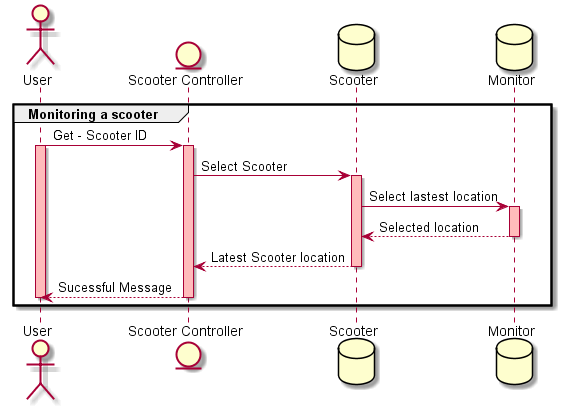 User
Scooter Controller
Scooter
Monitor
Monitoring a scooter
Get - Scooter ID
Select Scooter
Select lastest location
Selected location
Latest Scooter location
Sucessful Message
User
Scooter Controller
Scooter
Monitor